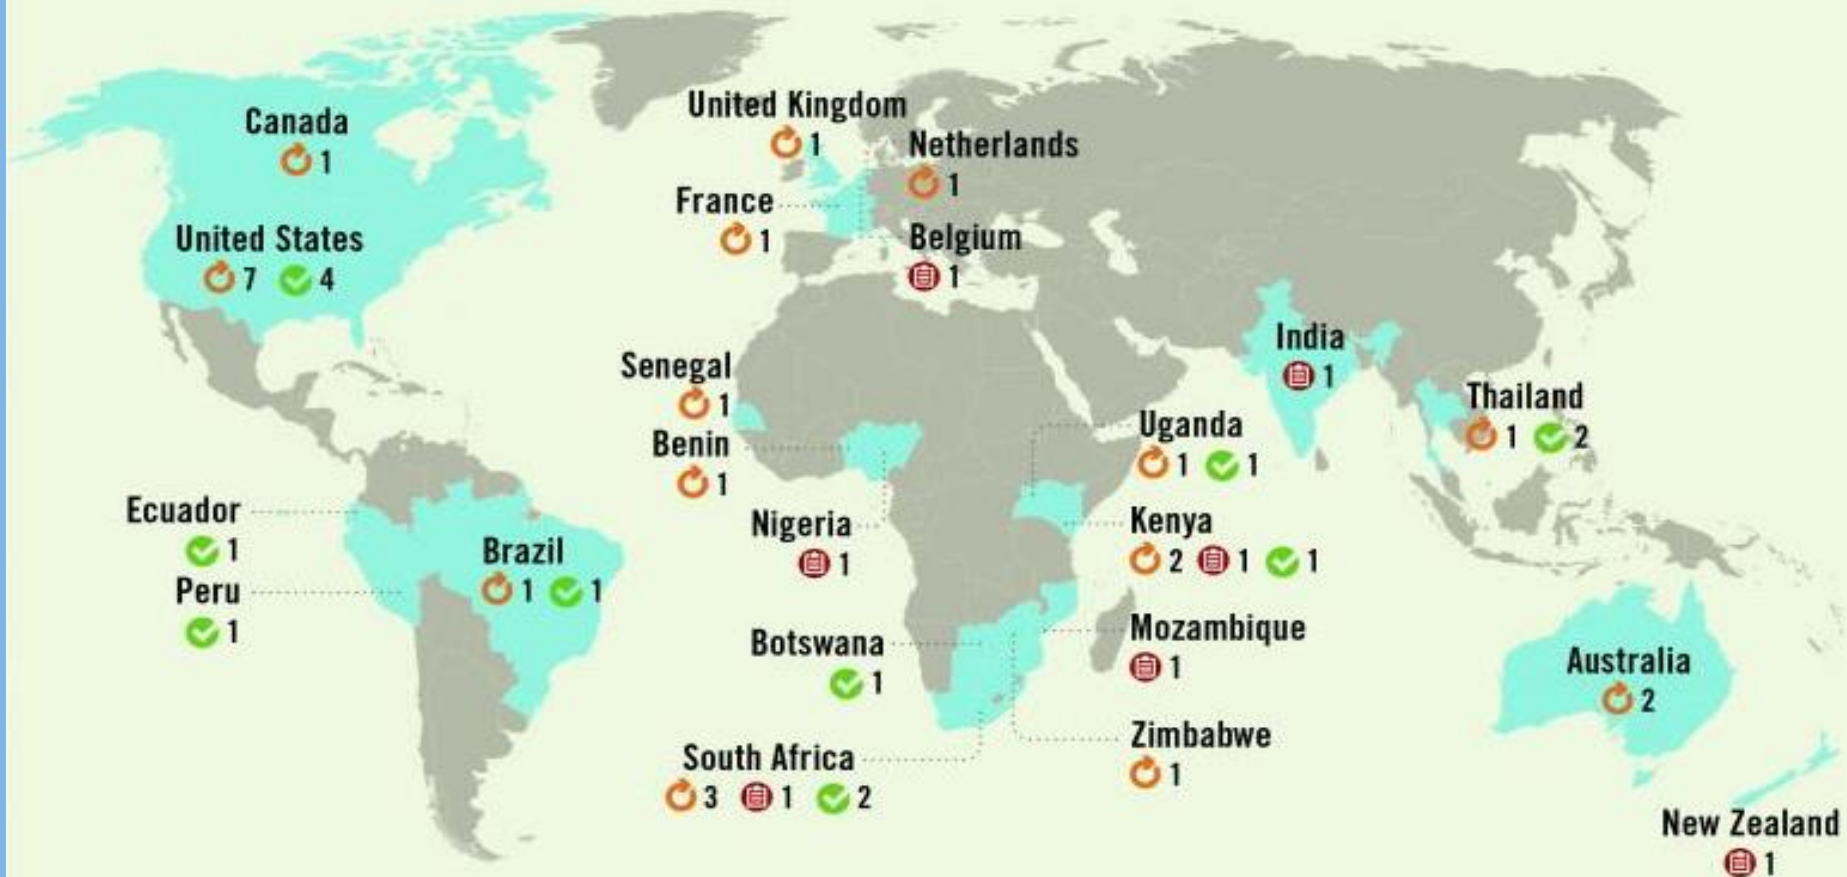 Canada
1
United States
7 4
United Kingdom
1
Netherlands
1
France
1
Belgium
1
India
1
Thailand
1 2
Senegal
1
Benin
1
Nigeria
1
Uganda
1 1
Kenya
2 1 1
Ecuador
1
Peru
1
Brazil
1 1
Botswana
1
Mozambique
1
South Africa
3 1 2
Zimbabwe
1
Australia
2
New Zealand
1